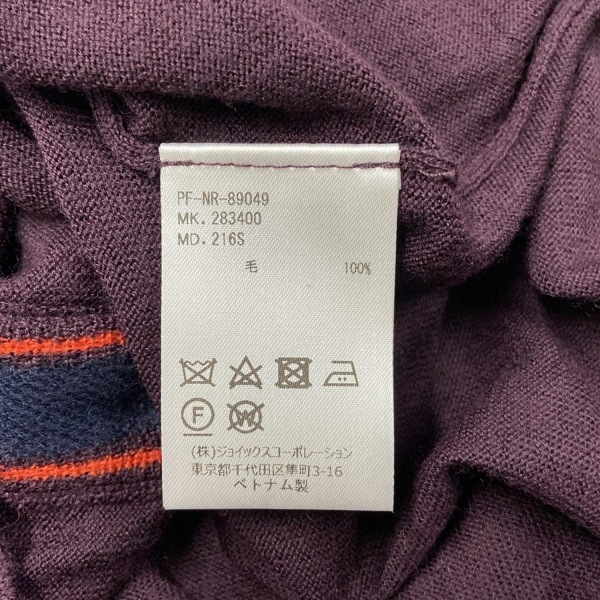 PF-NR-89049
MK. 283400
MD. 216S
毛 100%
F W
(株)ジョイックスコーポレーション
東京都千代田区隼町3-16
ベトナム製